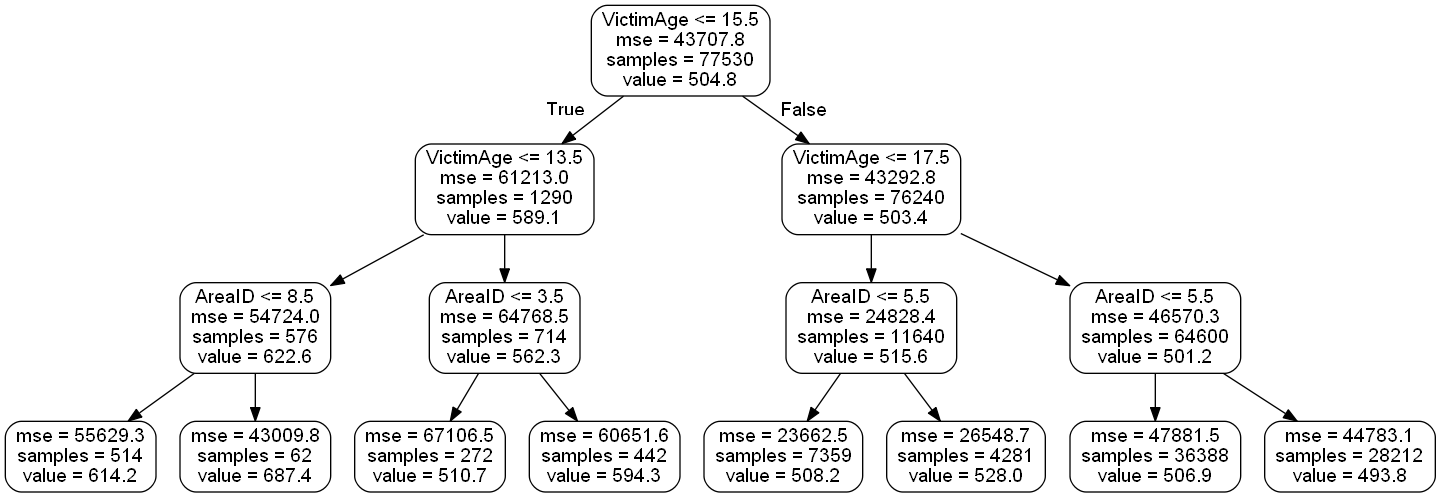 VictimAge <= 15.5
mse = 43707.8
samples = 77530
value = 504.8
True
False
VictimAge <= 13.5
mse = 61213.0
samples = 1290
value = 589.1
VictimAge <= 17.5
mse = 43292.8
samples = 76240
value = 503.4
AreaID <= 8.5
mse = 54724.0
samples = 576
value = 622.6
AreaID <= 3.5
mse = 64768.5
samples = 714
value = 562.3
AreaID <= 5.5
mse = 24828.4
samples = 11640
value = 515.6
AreaID <= 5.5
mse = 46570.3
samples = 64600
value = 501.2
mse = 55629.3
samples = 514
value = 614.2
mse = 43009.8
samples = 62
value = 687.4
mse = 67106.5
samples = 272
value = 510.7
mse = 60651.6
samples = 442
value = 594.3
mse = 23662.5
samples = 7359
value = 508.2
mse = 26548.7
samples = 4281
value = 528.0
mse = 47881.5
samples = 36388
value = 506.9
mse = 44783.1
samples = 28212
value = 493.8